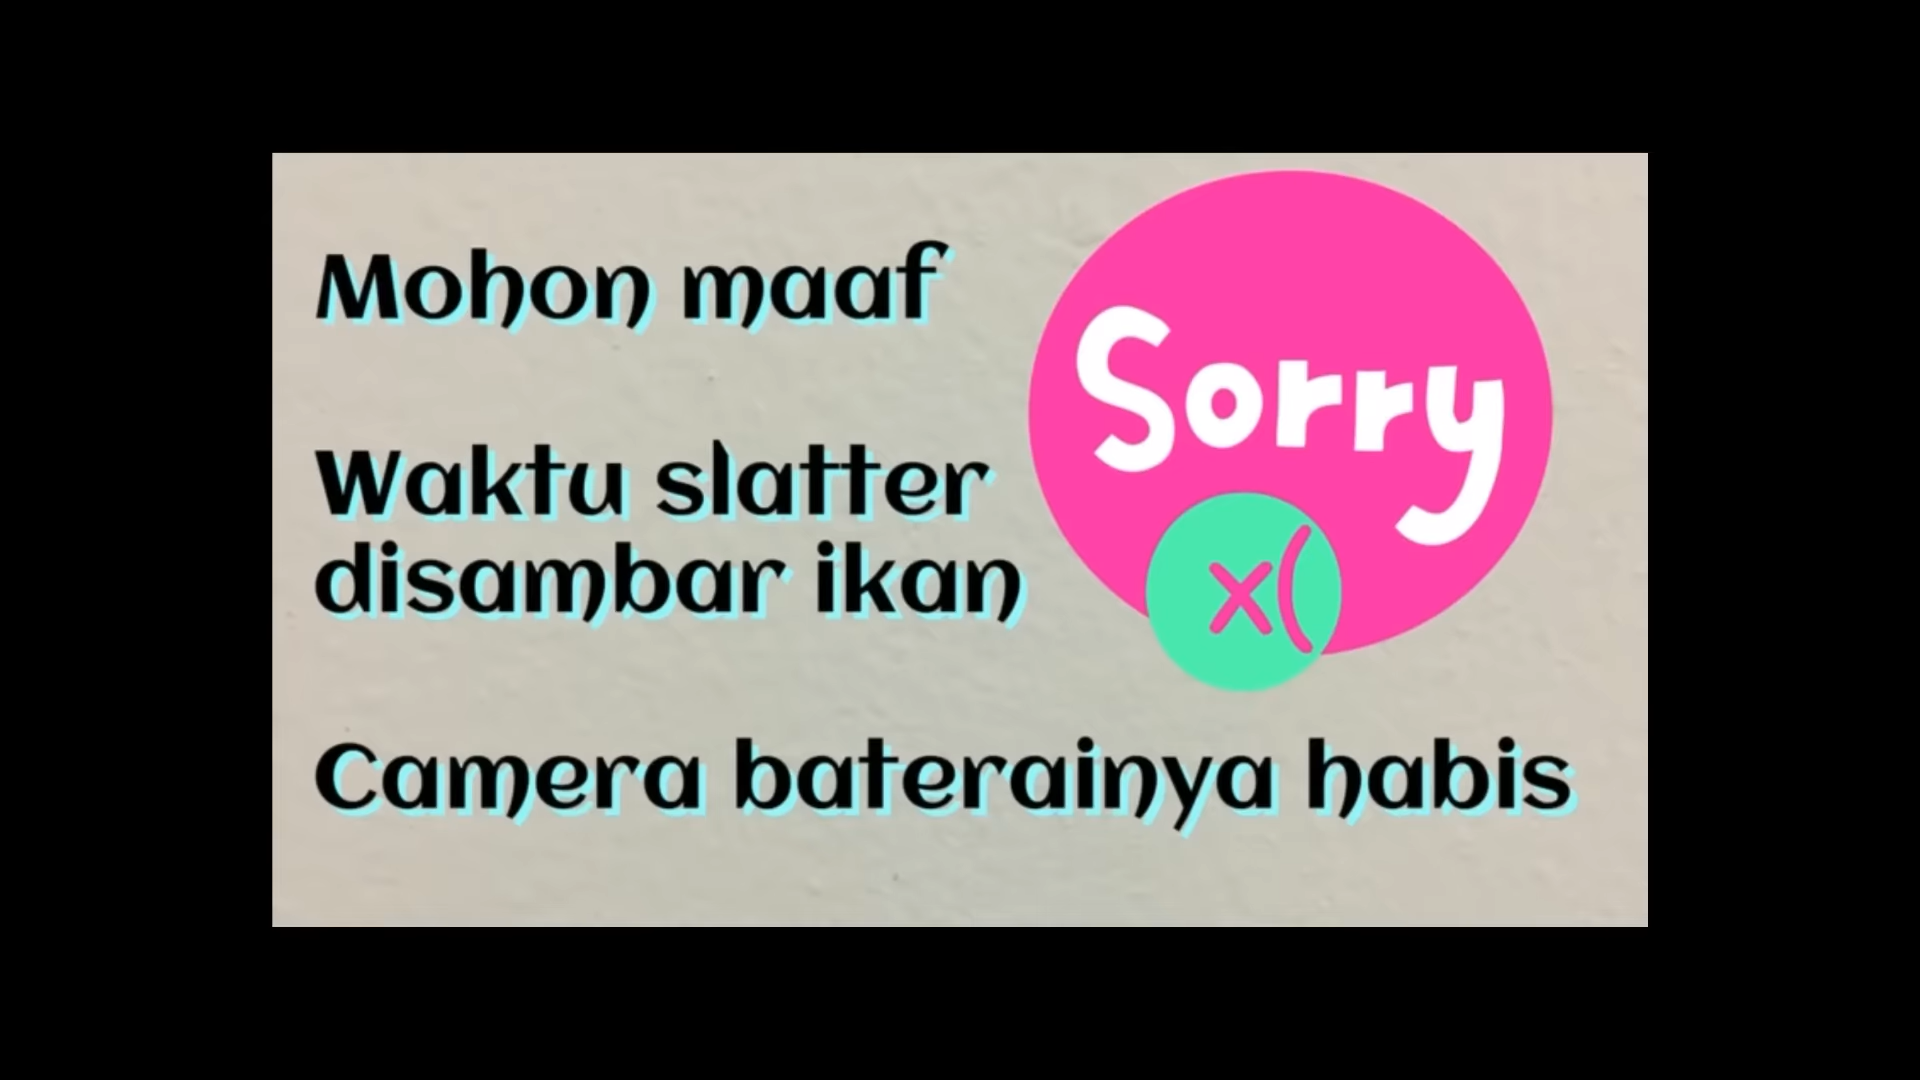 Mohon maaf
Sorry
x(
Waktu slatter
disambar ikan
Camera baterainya habis